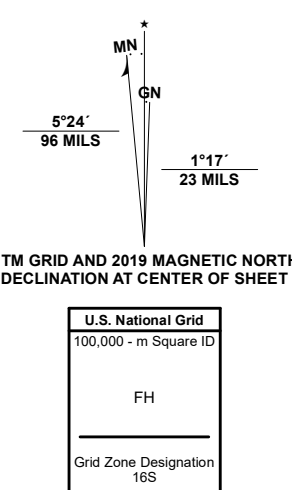 ★
MN
GN
5°24´
96 MILS
1°17´
23 MILS
TM GRID AND 2019 MAGNETIC NORTH
DECLINATION AT CENTER OF SHEET
U.S. National Grid
100,000 - m Square ID
FH
Grid Zone Designation
16S